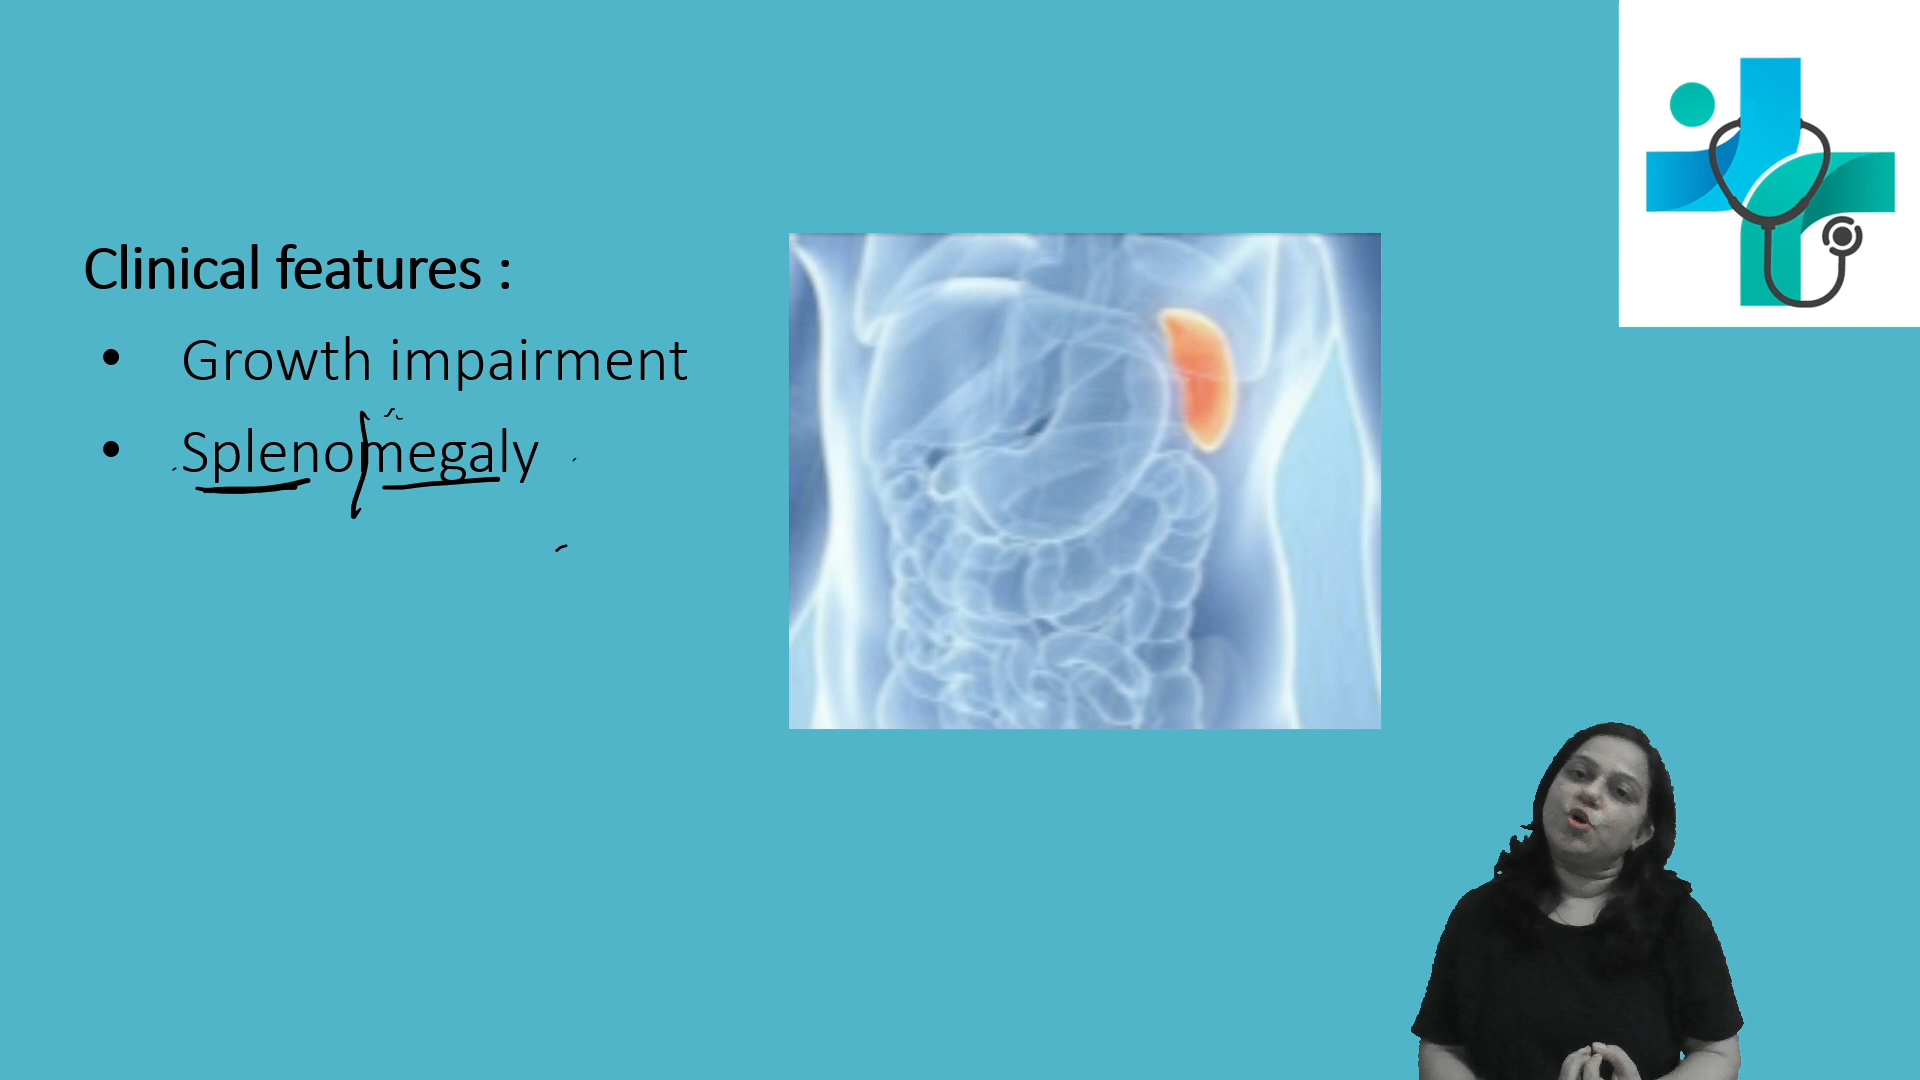 Clinical features :
• Growth impairment
• Splenomegaly